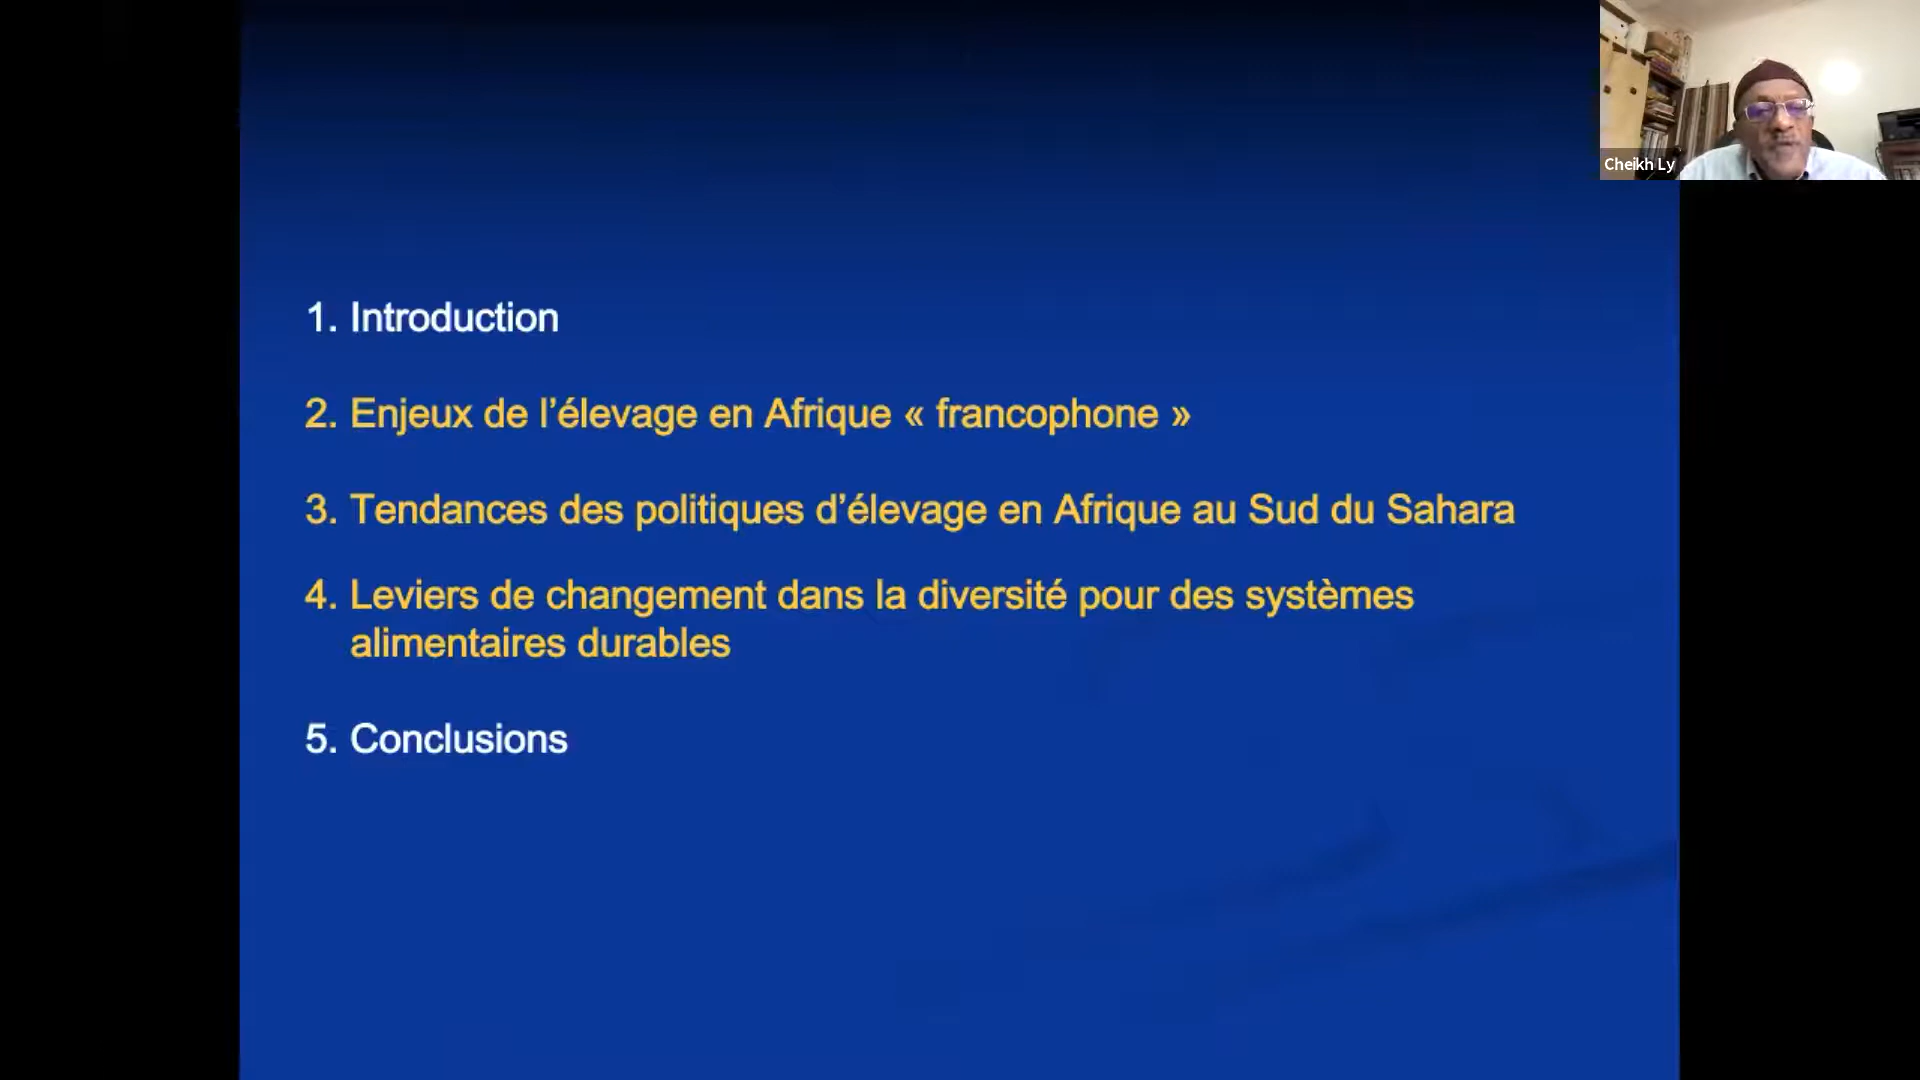 Cheikh Ly
1. Introduction
2. Enjeux de l’élevage en Afrique « francophone »
3. Tendances des politiques d’élevage en Afrique au Sud du Sahara
4. Leviers de changement dans la diversité pour des systèmes
alimentaires durables
5. Conclusions